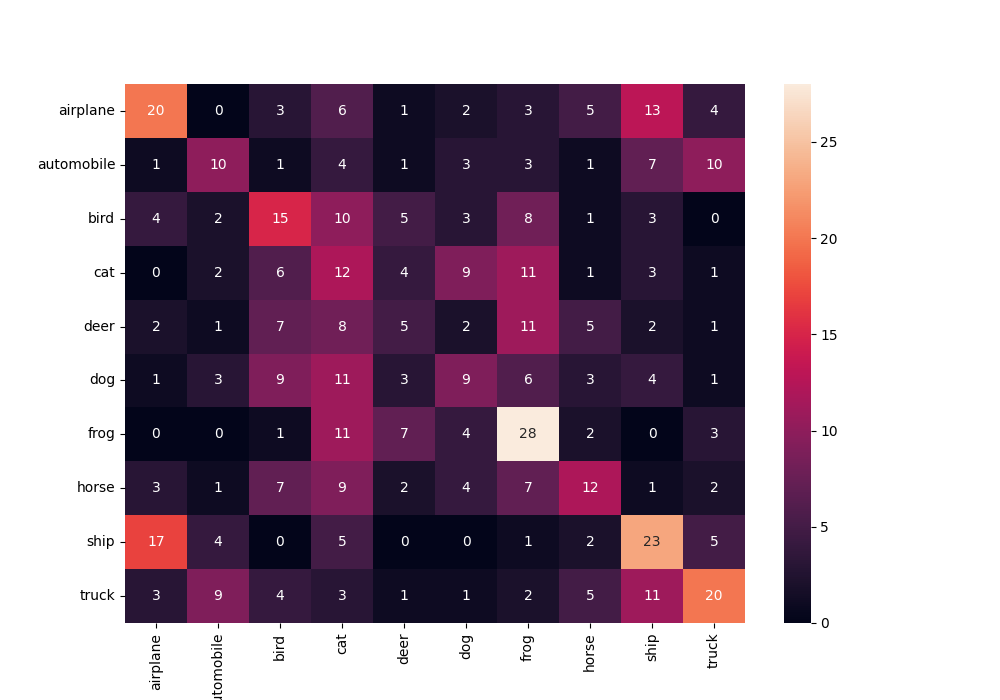 airplane 20 0 3 6 1 2 3 5 13 4
automobile 1 10 1 4 1 3 3 1 7 10
bird 4 2 15 10 5 3 8 1 3 0
cat 0 2 6 12 4 9 11 1 3 1
deer 2 1 7 8 5 2 11 5 2 1
dog 1 3 9 11 3 9 6 3 4 1
frog 0 0 1 11 7 4 28 2 0 3
horse 3 1 7 9 2 4 7 12 1 2
ship 17 4 0 5 0 0 1 2 23 5
truck 3 9 4 3 1 1 2 5 11 20
airplane utomobile bird cat deer dog frog horse ship truck
25
20
15
10
5
0